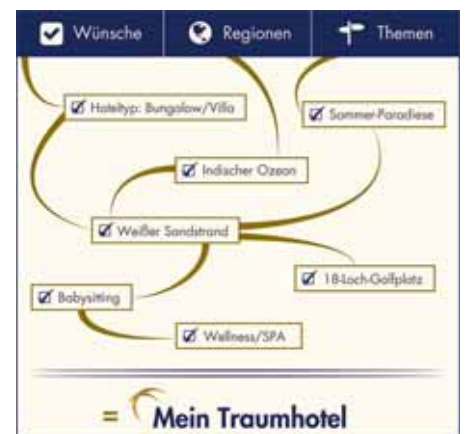 Wünsche Regionen Themen
Hoteltyp: Bungalow/Villa
Sommer-Paradiese
Indischer Ozean
Weißer Sandstrand
18-Loch-Golfplatz
Babysitting
Wellness/SPA
= Mein Traumhotel